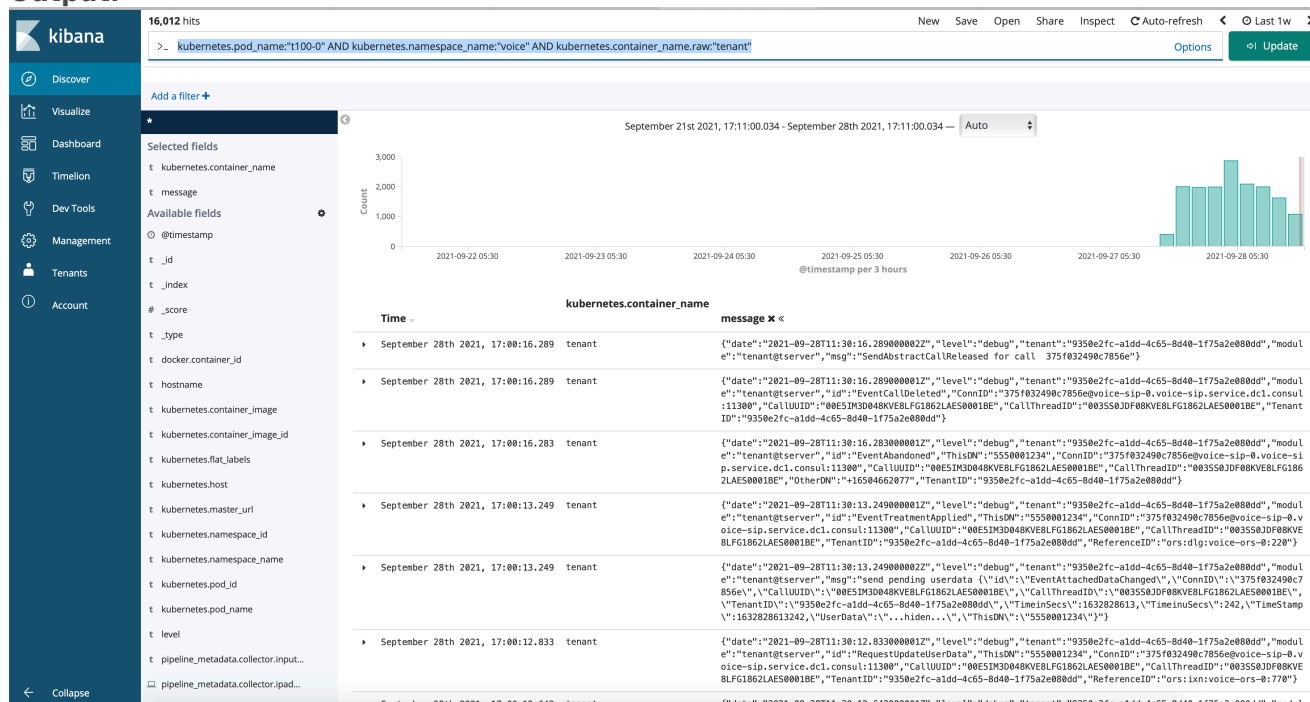 Output:
kibana
Discover
Visualize
Dashboard
Timelion
Dev Tools
Management
Tenants
Account
Collapse
16,012 hits
New Save Open Share Inspect Auto-refresh Last 1w
>_ kubernetes.pod_name:"t100-0" AND kubernetes.namespace_name:"voice" AND kubernetes.container_name.raw:"tenant"
Options
Update
Add a filter +
*
Selected fields
t kubernetes.container_name
t message
Available fields
@timestamp
t _id
t _index
# _score
t _type
t docker.container_id
t hostname
t kubernetes.container_image
t kubernetes.container_image_id
t kubernetes.flat_labels
t kubernetes.host
t kubernetes.master_url
t kubernetes.namespace_id
t kubernetes.namespace_name
t kubernetes.pod_id
t kubernetes.pod_name
t level
t pipeline_metadata.collector.input...
pipeline_metadata.collector.ipad...
September 21st 2021, 17:11:00.034 - September 28th 2021, 17:11:00.034 — Auto
Count
3,000
2,000
1,000
0
2021-09-22 05:30 2021-09-23 05:30 2021-09-24 05:30 2021-09-25 05:30 2021-09-26 05:30 2021-09-27 05:30 2021-09-28 05:30
@timestamp per 3 hours
Time kubernetes.container_name message
September 28th 2021, 17:00:16.289 tenant {"date":"2021-09-28T11:30:16.289000002Z","level":"debug","tenant":"9350e2fc-a1dd-4c65-8d40-1f75a2e080dd","modul
e":"tenant@tserver","msg":"SendAbstractCallReleased for call 375f032490c7856e"}
September 28th 2021, 17:00:16.289 tenant {"date":"2021-09-28T11:30:16.289000001Z","level":"debug","tenant":"9350e2fc-a1dd-4c65-8d40-1f75a2e080dd","modul
e":"tenant@tserver","id":"EventCallDeleted","ConnID":"375f032490c7856e@voice-sip-0.voice-sip.service.dc1.consul
:11300","CallUUID":"00E5IM3D048KVE8LFG1862LAES0001BE","CallThreadID":"003SS0JDF08KVE8LFG1862LAES0001BE","Tenant
ID":"9350e2fc-a1dd-4c65-8d40-1f75a2e080dd"}
September 28th 2021, 17:00:16.283 tenant {"date":"2021-09-28T11:30:16.283000001Z","level":"debug","tenant":"9350e2fc-a1dd-4c65-8d40-1f75a2e080dd","modul
e":"tenant@tserver","id":"EventAbandoned","ThisDN":"5550001234","ConnID":"375f032490c7856e@voice-sip-0.voice-si
p.service.dc1.consul:11300","CallUUID":"00E5IM3D048KVE8LFG1862LAES0001BE","CallThreadID":"003SS0JDF08KVE8LFG186
2LAES0001BE","OtherDN":"+16504662077","TenantID":"9350e2fc-a1dd-4c65-8d40-1f75a2e080dd"}
September 28th 2021, 17:00:13.249 tenant {"date":"2021-09-28T11:30:13.249000001Z","level":"debug","tenant":"9350e2fc-a1dd-4c65-8d40-1f75a2e080dd","modul
e":"tenant@tserver","id":"EventTreatmentApplied","ThisDN":"5550001234","ConnID":"375f032490c7856e@voice-sip-0.v
oice-sip.service.dc1.consul:11300","CallUUID":"00E5IM3D048KVE8LFG1862LAES0001BE","CallThreadID":"003SS0JDF08KVE
8LFG1862LAES0001BE","TenantID":"9350e2fc-a1dd-4c65-8d40-1f75a2e080dd","ReferenceID":"ors:dlg:voice-ors-0:220"}
September 28th 2021, 17:00:13.249 tenant {"date":"2021-09-28T11:30:13.249000002Z","level":"debug","tenant":"9350e2fc-a1dd-4c65-8d40-1f75a2e080dd","modul
e":"tenant@tserver","msg":"send pending userdata {\"id\":\"EventAttachedDataChanged\",\"ConnID\":\"375f032490c7
856e\",\"CallUUID\":\"00E5IM3D048KVE8LFG1862LAES0001BE\",\"CallThreadID\":\"003SS0JDF08KVE8LFG1862LAES0001BE\",
\"TenantID\":\"9350e2fc-a1dd-4c65-8d40-1f75a2e080dd\",\"TimeinSecs\":1632828613,\"TimeinuSecs\":242,\"TimeStamp
\":1632828613242,\"UserData\":\"...hiden...\",\"ThisDN\":\"5550001234\"}"}
September 28th 2021, 17:00:12.833 tenant {"date":"2021-09-28T11:30:12.833000001Z","level":"debug","tenant":"9350e2fc-a1dd-4c65-8d40-1f75a2e080dd","modul
e":"tenant@tserver","id":"RequestUpdateUserData","ThisDN":"5550001234","ConnID":"375f032490c7856e@voice-sip-0.v
oice-sip.service.dc1.consul:11300","CallUUID":"00E5IM3D048KVE8LFG1862LAES0001BE","CallThreadID":"003SS0JDF08KVE
8LFG1862LAES0001BE","TenantID":"9350e2fc-a1dd-4c65-8d40-1f75a2e080dd","ReferenceID":"ors:ixn:voice-ors-0:770"}